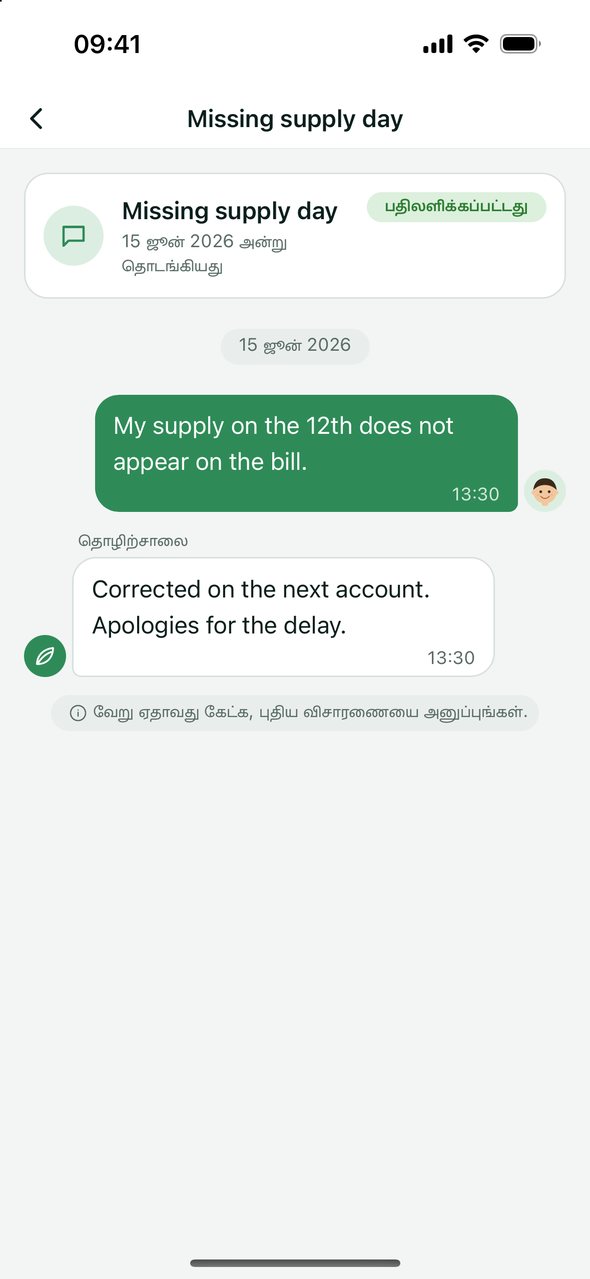 09:41
Missing supply day
Missing supply day
பதிலளிக்கப்பட்டது
15 ஜூன் 2026 அன்று
தொடங்கியது
15 ஜூன் 2026
My supply on the 12th does not
appear on the bill.
13:30
தொழிற்சாலை
Corrected on the next account.
Apologies for the delay.
13:30
வேறு ஏதாவது கேட்க, புதிய விசாரணையை அனுப்புங்கள்.